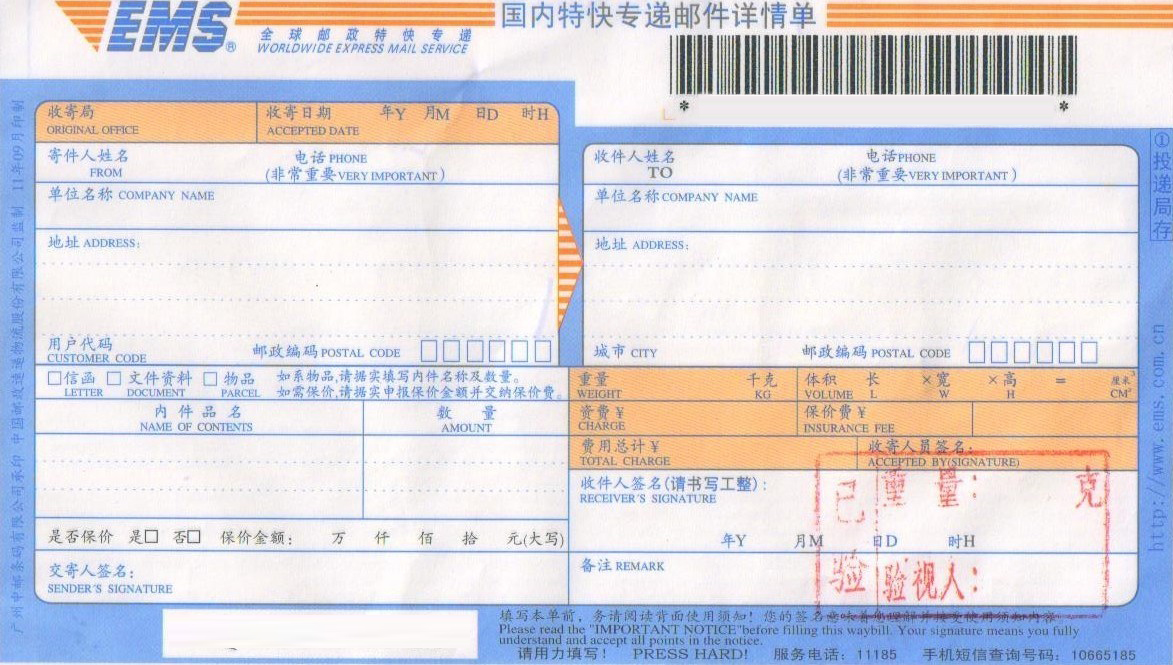 EMS®
全球邮政特快专递
WORLDWIDE EXPRESS MAIL SERVICE
国内特快专递邮件详情单
* *
收寄局 收寄日期 年Y 月M 日D 时H
ORIGINAL OFFICE ACCEPTED DATE
寄件人姓名 电话PHONE
FROM (非常重要VERY IMPORTANT)
单位名称 COMPANY NAME
地址 ADDRESS:
用户代码 邮政编码 POSTAL CODE
CUSTOMER CODE
收件人姓名 电话PHONE
TO (非常重要VERY IMPORTANT)
单位名称 COMPANY NAME
地址 ADDRESS:
城市 CITY 邮政编码 POSTAL CODE
□信函 □文件资料 □物品 如系物品,请据实填写内件名称及数量。
LETTER DOCUMENT PARCEL 如需保价,请据实申报保价金额并交纳保价费。
内件品名 数量
NAME OF CONTENTS AMOUNT
是否保价 是□ 否□ 保价金额: 万 仟 佰 拾 元(大写)
交寄人签名:
SENDER'S SIGNATURE
重量 千克 体积 长 ×宽 ×高 = 厘米³
WEIGHT KG VOLUME L W H CM³
资费¥ 保价费¥
CHARGE INSURANCE FEE
费用总计¥ 收寄人员签名:
TOTAL CHARGE ACCEPTED BY(SIGNATURE)
收件人签名(请书写工整):
RECEIVER'S SIGNATURE
年Y 月M 日D 时H
备注 REMARK
已验
重量: 克
验视人:
填写本单前,务请阅读背面使用须知!您的签名意味着您理解并接受使用须知内容
Please read the "IMPORTANT NOTICE"before filling this waybill. Your signature means you fully
understand and accept all points in the notice.
请用力填写! PRESS HARD! 服务电话:11185 手机短信查询号码:10665185
①投递局存
http://www.ems.com.cn
广州中邮条码有限公司承印 中国邮政速递物流股份有限公司监制 11年09月印制